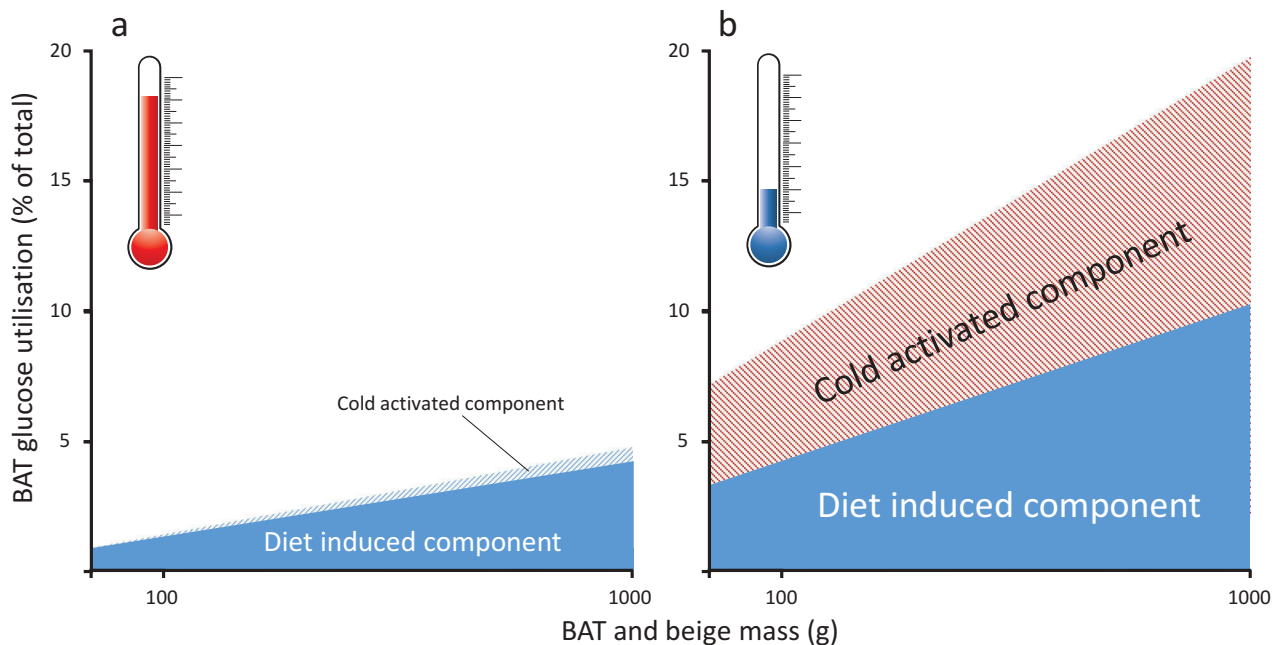 a
BAT glucose utilisation (% of total)
20
15
10
5
Cold activated component
Diet induced component
100
1000
b
20
15
10
5
Cold activated component
Diet induced component
100
1000
BAT and beige mass (g)